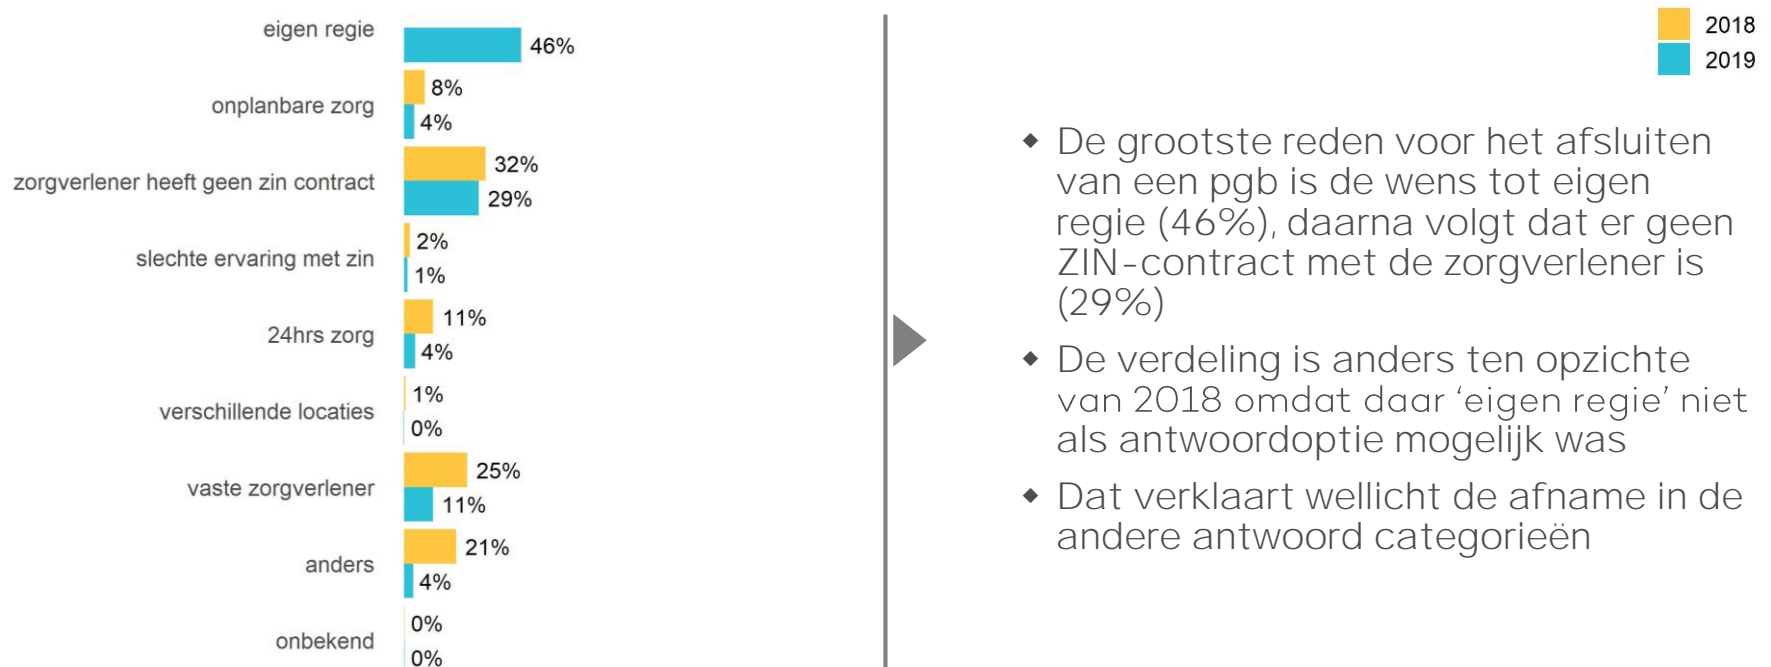 eigen regie
46%
onplanbare zorg
8%
4%
zorgverlener heeft geen zin contract
32%
29%
slechte ervaring met zin
2%
1%
24hrs zorg
11%
4%
verschillende locaties
1%
0%
vaste zorgverlener
25%
11%
anders
21%
4%
onbekend
0%
0%
2018
2019
◆ De grootste reden voor het afsluiten
van een pgb is de wens tot eigen
regie (46%), daarna volgt dat er geen
ZIN-contract met de zorgverlener is
(29%)
◆ De verdeling is anders ten opzichte
van 2018 omdat daar ‘eigen regie’ niet
als antwoordoptie mogelijk was
◆ Dat verklaart wellicht de afname in de
andere antwoord categorieën